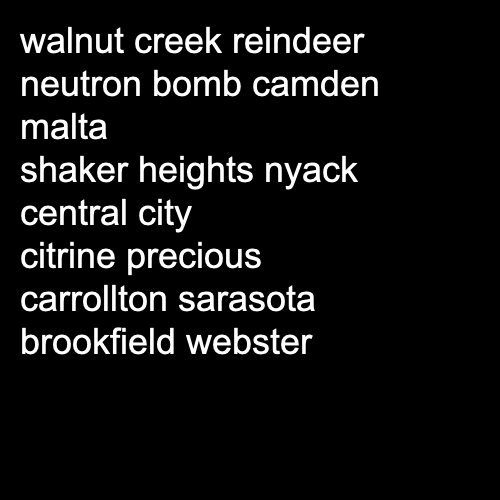 walnut creek reindeer
neutron bomb camden
malta
shaker heights nyack
central city
citrine precious
carrollton sarasota
brookfield webster